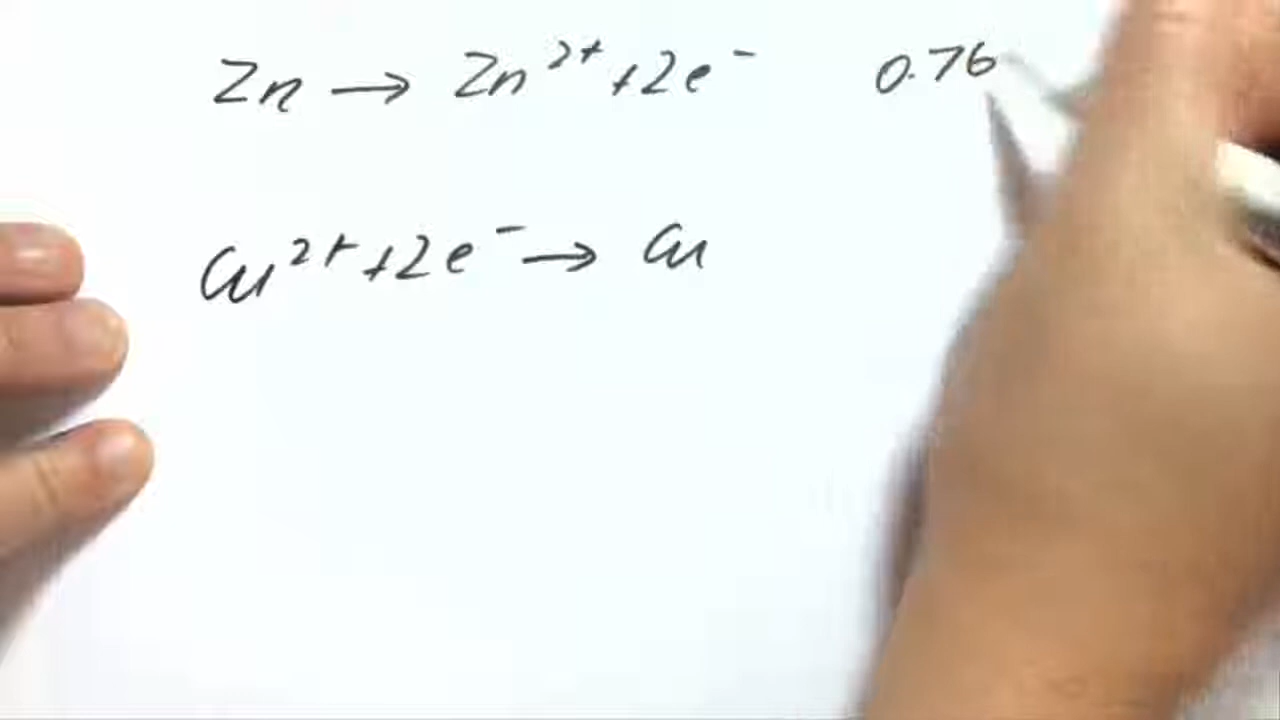 Zn → Zn²⁺ +2e⁻ 0.76
Cu²⁺ +2e⁻ → Cu